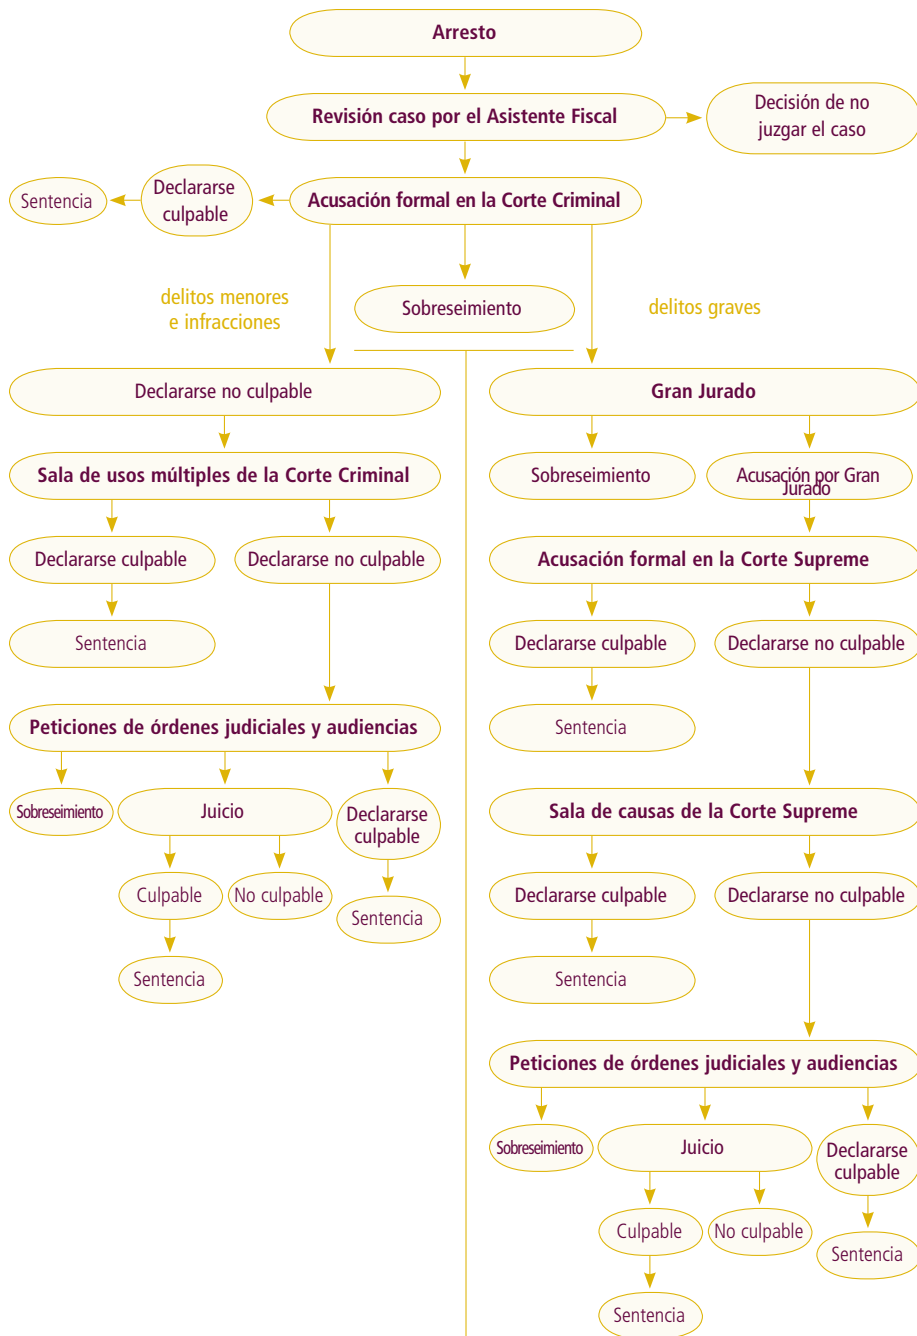 Arresto
Revisión caso por el Asistente Fiscal
Decisión de no
juzgar el caso
Acusación formal en la Corte Criminal
Declararse
culpable
Sentencia
delitos menores
e infracciones
Sobreseimiento
delitos graves
Declararse no culpable
Sala de usos múltiples de la Corte Criminal
Declararse culpable
Declararse no culpable
Sentencia
Peticiones de órdenes judiciales y audiencias
Sobreseimiento
Juicio
Declararse
culpable
Culpable
No culpable
Sentencia
Sentencia
Gran Jurado
Sobreseimiento
Acusación por Gran
Jurado
Acusación formal en la Corte Supreme
Declararse culpable
Declararse no culpable
Sentencia
Sala de causas de la Corte Supreme
Declararse culpable
Declararse no culpable
Sentencia
Peticiones de órdenes judiciales y audiencias
Sobreseimiento
Juicio
Declararse
culpable
Culpable
No culpable
Sentencia
Sentencia